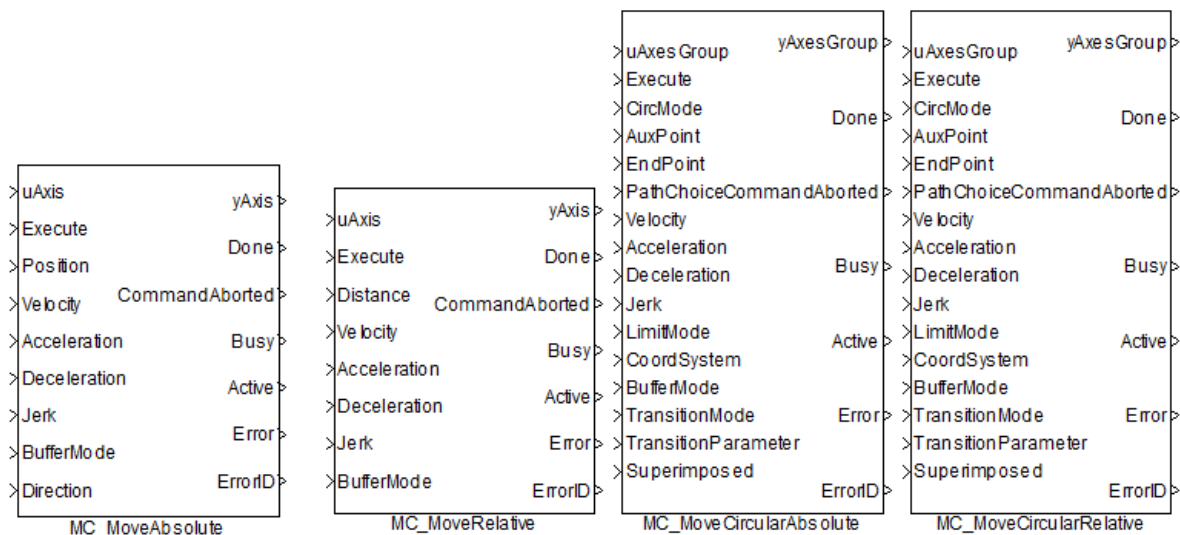 uAxis
Execute
Position
Velocity
Acceleration
Deceleration
Jerk
BufferMode
Direction
yAxis
Done
CommandAborted
Busy
Active
Error
ErrorID
MC_MoveAbsolute
uAxis
Execute
Distance
Velocity
Acceleration
Deceleration
Jerk
BufferMode
yAxis
Done
CommandAborted
Busy
Active
Error
ErrorID
MC_MoveRelative
uAxesGroup
Execute
CircMode
AuxPoint
EndPoint
PathChoice
Velocity
Acceleration
Deceleration
Jerk
LimitMode
CoordSystem
BufferMode
TransitionMode
TransitionParameter
Superimposed
yAxesGroup
Done
CommandAborted
Busy
Active
Error
ErrorID
MC_MoveCircularAbsolute
uAxesGroup
Execute
CircMode
AuxPoint
EndPoint
PathChoice
Velocity
Acceleration
Deceleration
Jerk
LimitMode
CoordSystem
BufferMode
TransitionMode
TransitionParameter
Superimposed
yAxesGroup
Done
CommandAborted
Busy
Active
Error
ErrorID
MC_MoveCircularRelative